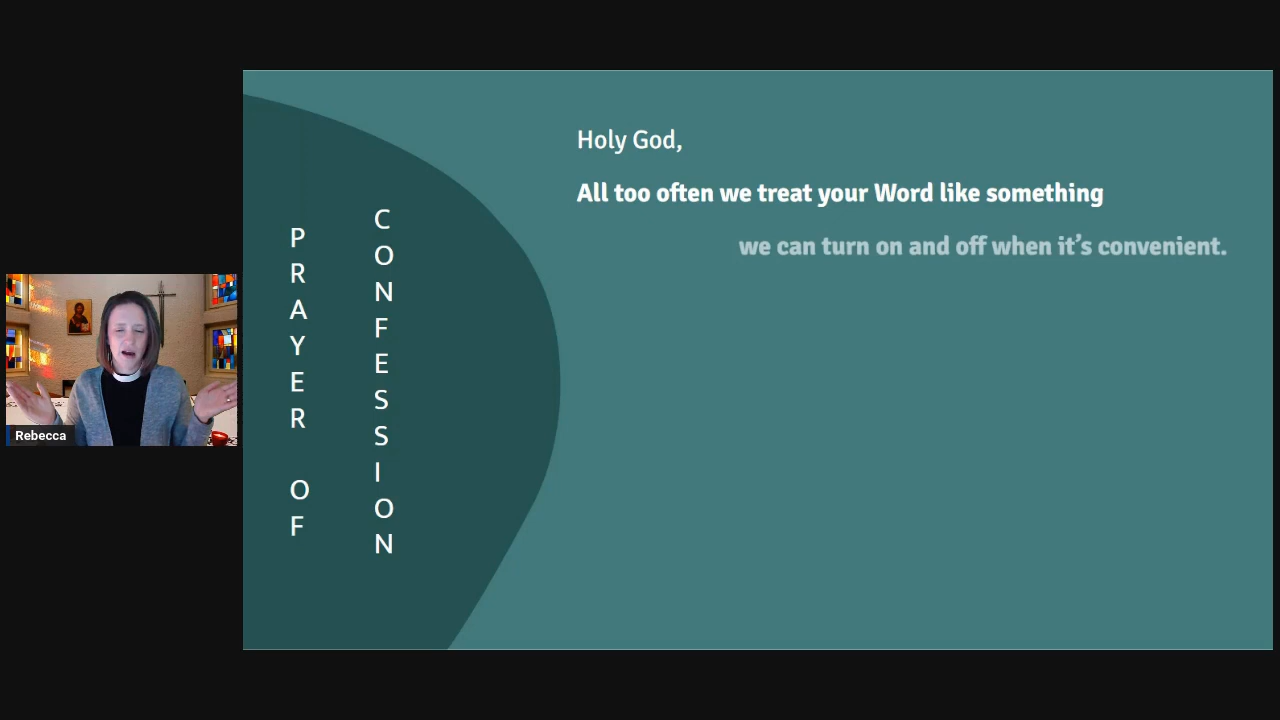 PRAYER OF
CONFESSION
Holy God,
All too often we treat your Word like something
we can turn on and off when it’s convenient.
Rebecca